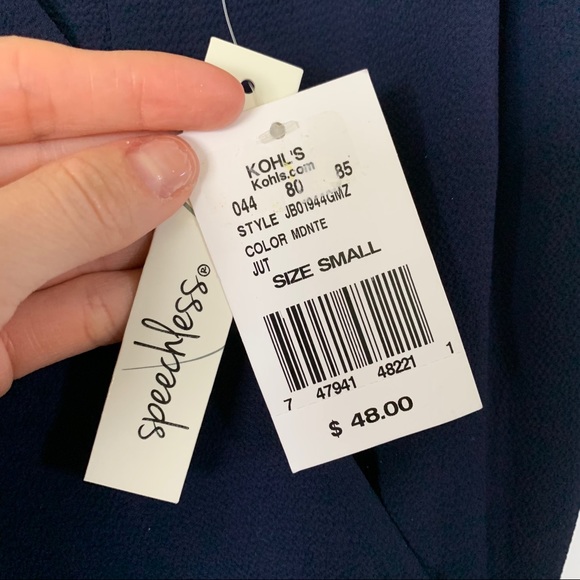 KOHL'S
Kohls.com
044 80 85
STYLE JB01944GMZ
COLOR MDNTE
JUT
SIZE SMALL
7 47941 48221 1
$ 48.00
speechless®